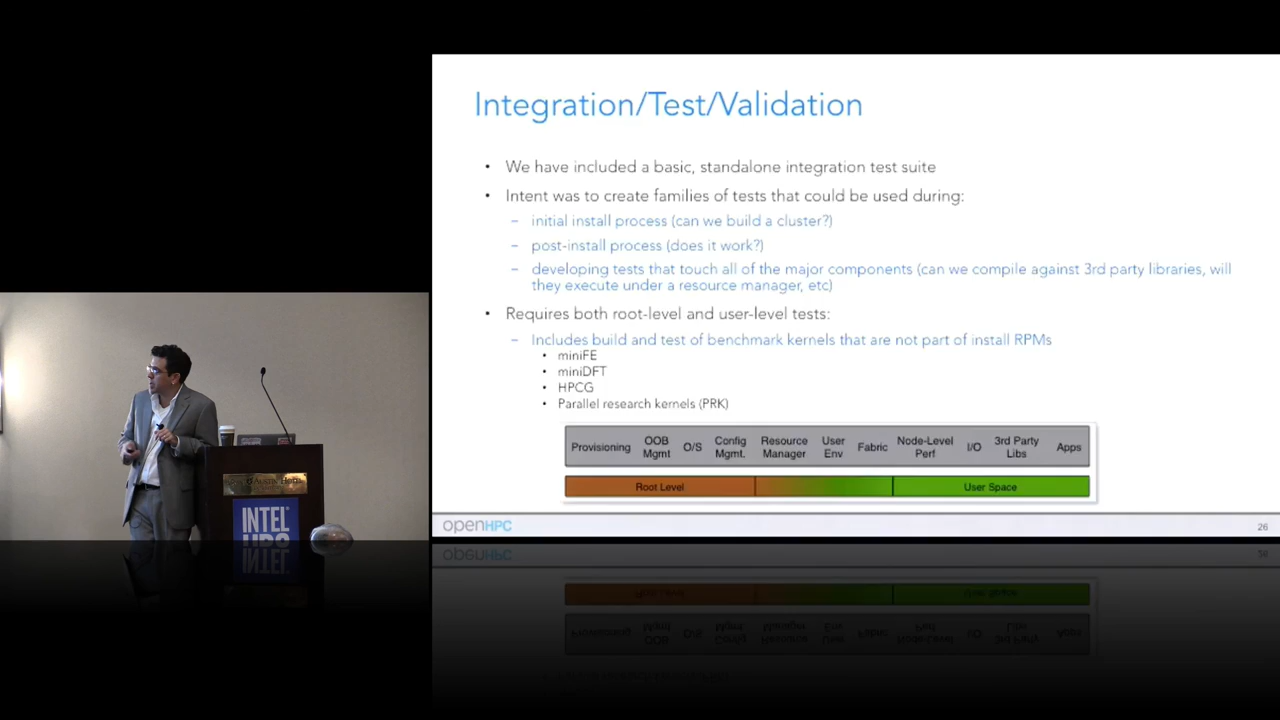 Integration/Test/Validation
• We have included a basic, standalone integration test suite
• Intent was to create families of tests that could be used during:
– initial install process (can we build a cluster?)
– post-install process (does it work?)
– developing tests that touch all of the major components (can we compile against 3rd party libraries, will
they execute under a resource manager, etc)
• Requires both root-level and user-level tests:
– Includes build and test of benchmark kernels that are not part of install RPMs
• miniFE
• miniDFT
• HPCG
• Parallel research kernels (PRK)
Provisioning OOB Mgmt O/S Config Mgmt. Resource Manager User Env Fabric Node-Level Perf I/O 3rd Party Libs Apps
Root Level User Space
openHPC 26
INTEL®